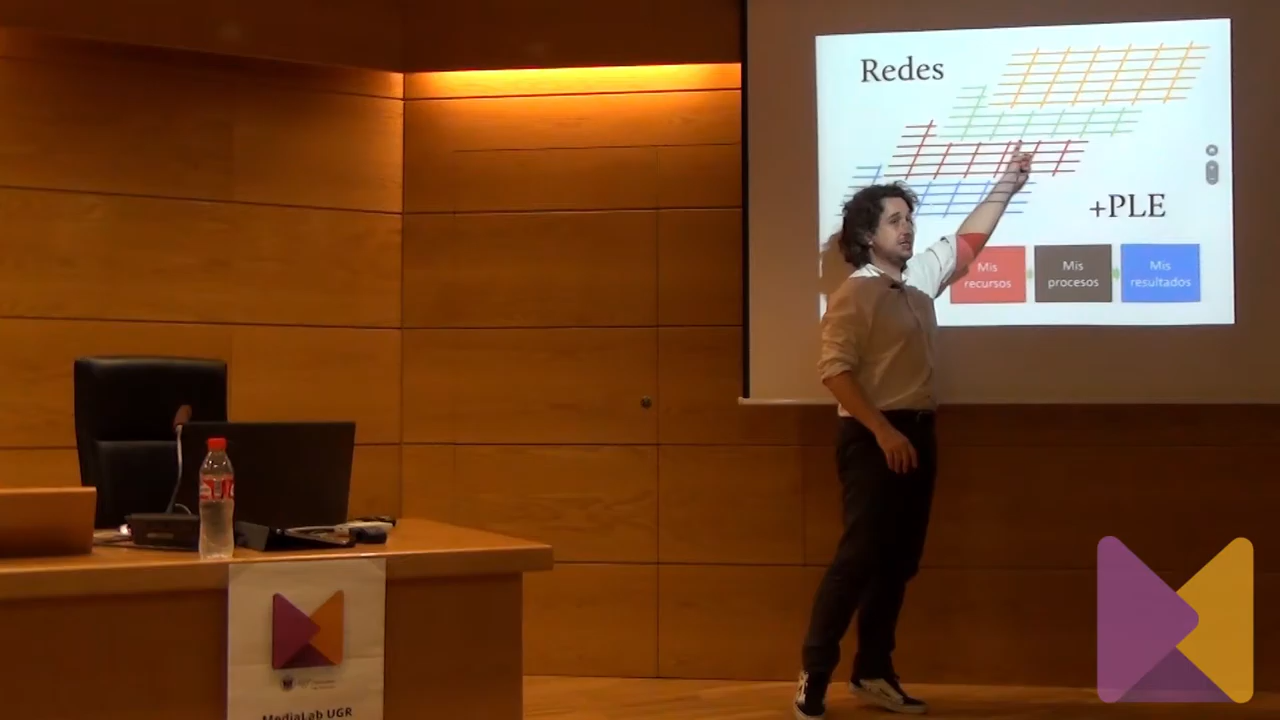 Redes
+PLE
Mis
recursos
Mis
procesos
Mis
resultados
MediaLab UGR